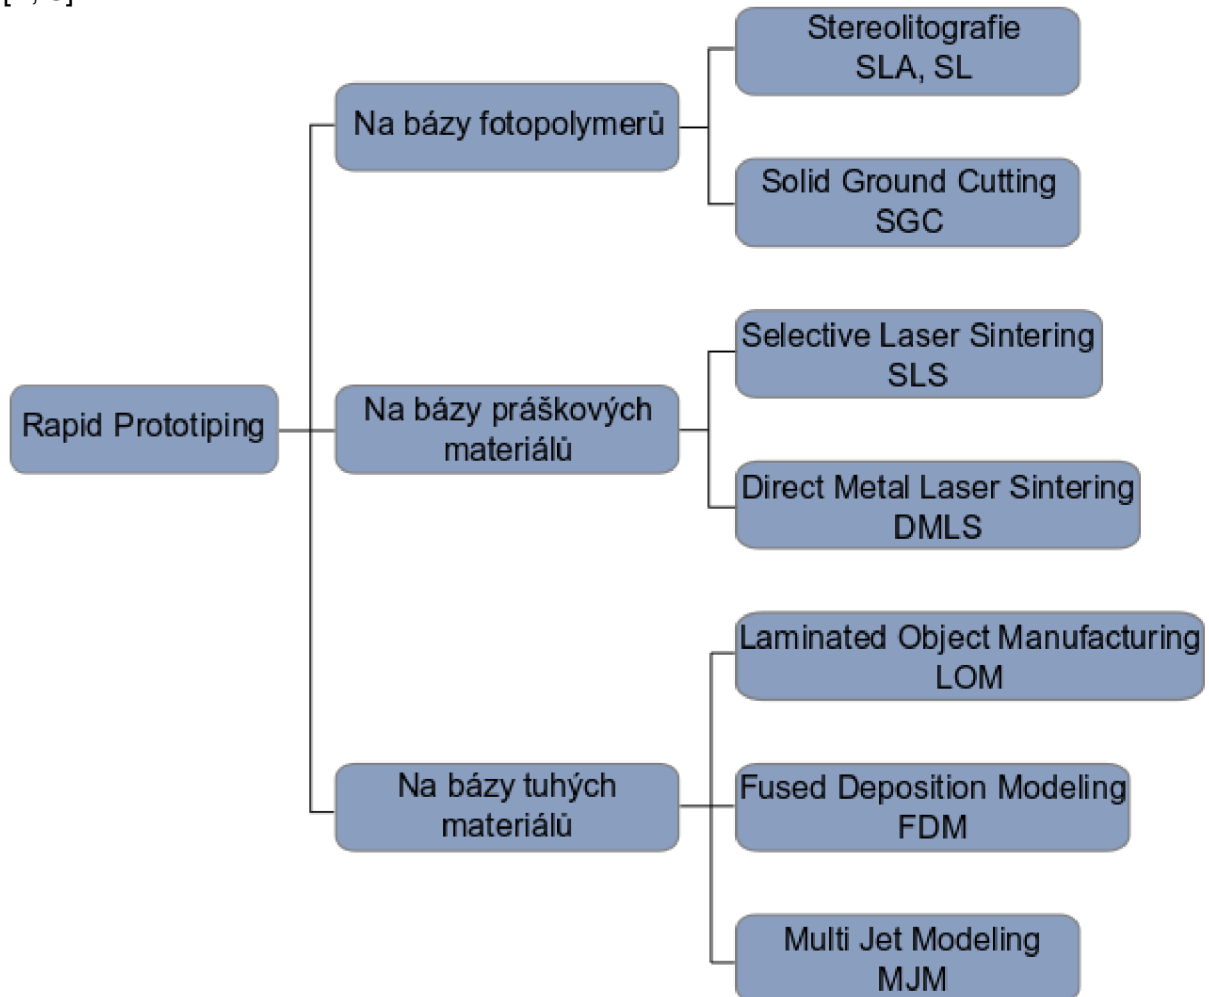 Stereolitografie
SLA, SL
Na bázy fotopolymerů
Solid Ground Cutting
SGC
Selective Laser Sintering
SLS
Rapid Prototiping
Na bázy práškových
materiálů
Direct Metal Laser Sintering
DMLS
Laminated Object Manufacturing
LOM
Na bázy tuhých
materiálů
Fused Deposition Modeling
FDM
Multi Jet Modeling
MJM